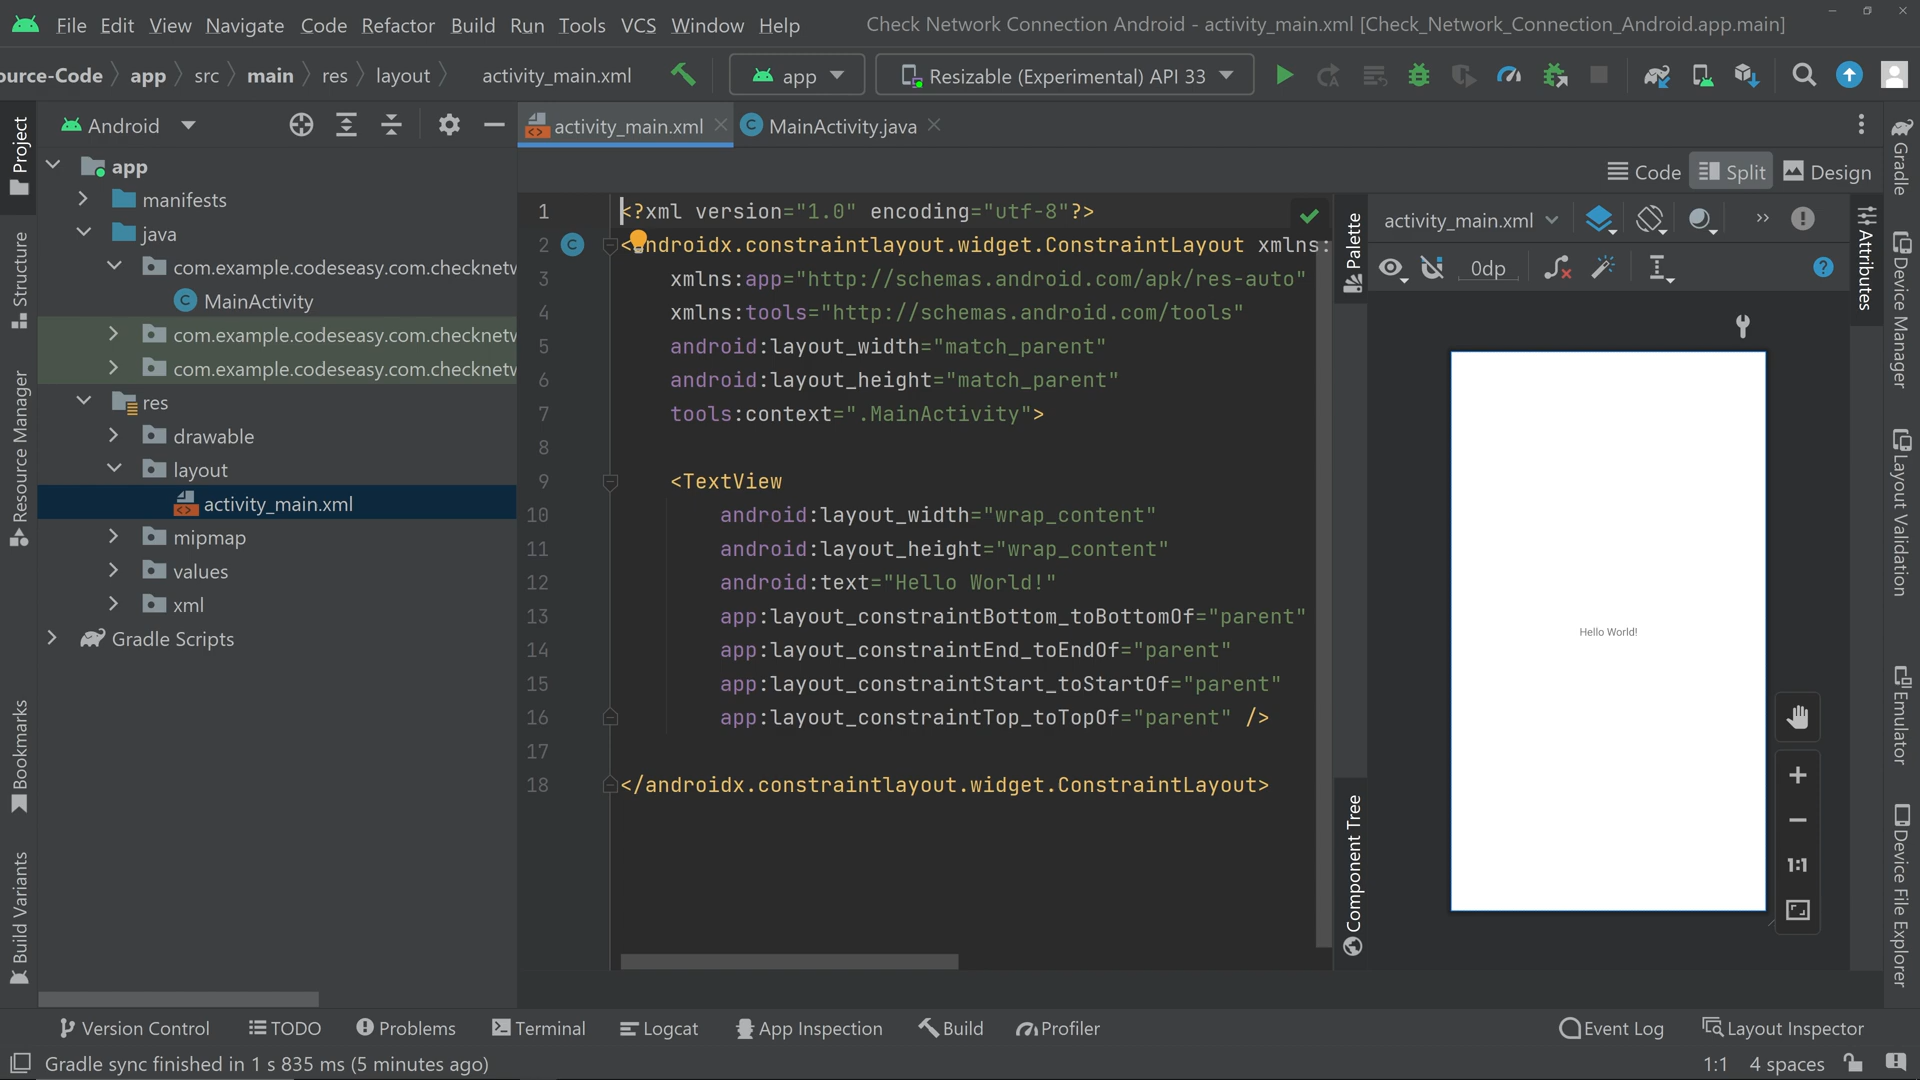 File Edit View Navigate Code Refactor Build Run Tools VCS Window Help Check Network Connection Android - activity_main.xml [Check_Network_Connection_Android.app.main]
ource-Code app src main res layout activity_main.xml app Resizable (Experimental) API 33
Project
Structure
Resource Manager
Bookmarks
Build Variants
Android
app
manifests
java
com.example.codeseasy.com.checknetw
MainActivity
com.example.codeseasy.com.checknetw
com.example.codeseasy.com.checknetw
res
drawable
layout
activity_main.xml
mipmap
values
xml
Gradle Scripts
activity_main.xml MainActivity.java
Code Split Design
1 <?xml version="1.0" encoding="utf-8"?>
2 <androidx.constraintlayout.widget.ConstraintLayout xmlns:
3 xmlns:app="http://schemas.android.com/apk/res-auto"
4 xmlns:tools="http://schemas.android.com/tools"
5 android:layout_width="match_parent"
6 android:layout_height="match_parent"
7 tools:context=".MainActivity">
8
9 <TextView
10 android:layout_width="wrap_content"
11 android:layout_height="wrap_content"
12 android:text="Hello World!"
13 app:layout_constraintBottom_toBottomOf="parent"
14 app:layout_constraintEnd_toEndOf="parent"
15 app:layout_constraintStart_toStartOf="parent"
16 app:layout_constraintTop_toTopOf="parent" />
17
18 </androidx.constraintlayout.widget.ConstraintLayout>
Palette
Component Tree
activity_main.xml
0dp
Hello World!
1:1
Attributes
Gradle
Device Manager
Layout Validation
Emulator
Device File Explorer
Version Control TODO Problems Terminal Logcat App Inspection Build Profiler Event Log Layout Inspector
Gradle sync finished in 1 s 835 ms (5 minutes ago) 1:1 4 spaces